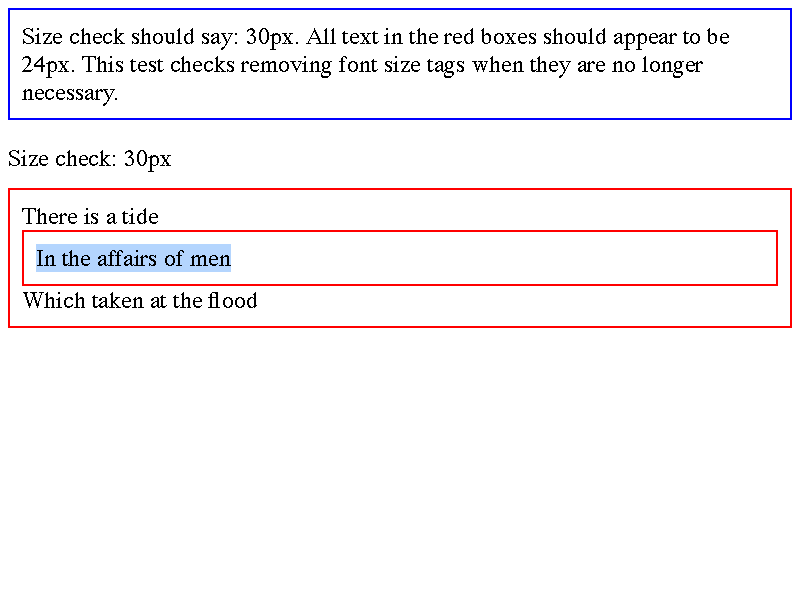 Size check should say: 30px. All text in the red boxes should appear to be
24px. This test checks removing font size tags when they are no longer
necessary.
Size check: 30px
There is a tide
In the affairs of men
Which taken at the flood